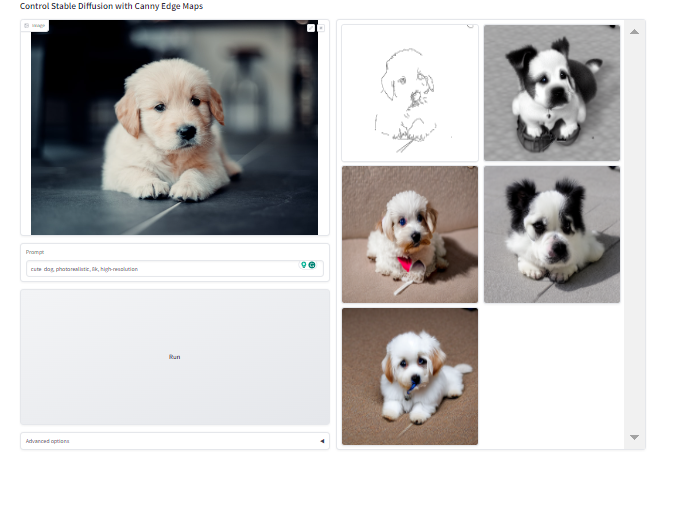 Control Stable Diffusion with Canny Edge Maps
Image
Prompt
cute dog, photorealistic, 8k, high-resolution
Run
Advanced options